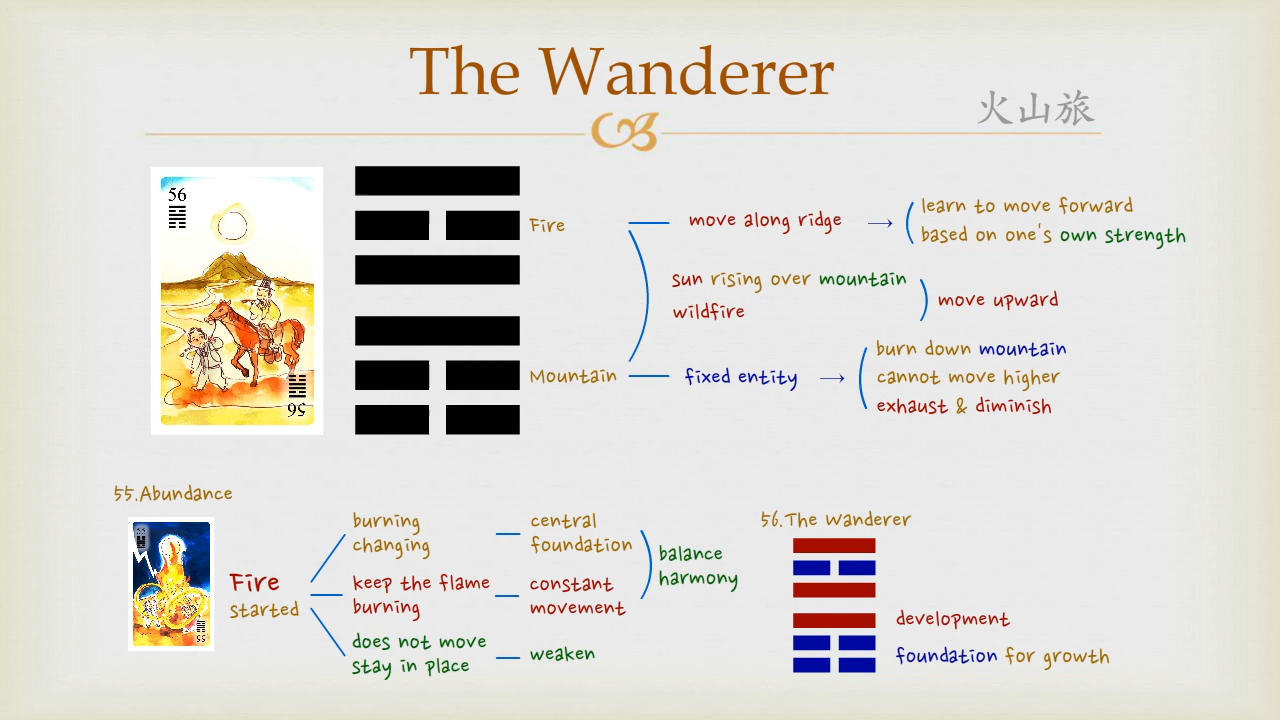 The Wanderer
火山旅
56
56
Fire
move along ridge
→
learn to move forward
based on one's own strength
sun rising over mountain
wildfire
move upward
Mountain
fixed entity
→
burn down mountain
cannot move higher
exhaust & diminish
55.Abundance
55
55
Fire
started
burning
changing
central
foundation
keep the flame
burning
constant
movement
balance
harmony
does not move
stay in place
weaken
56.The Wanderer
development
foundation for growth